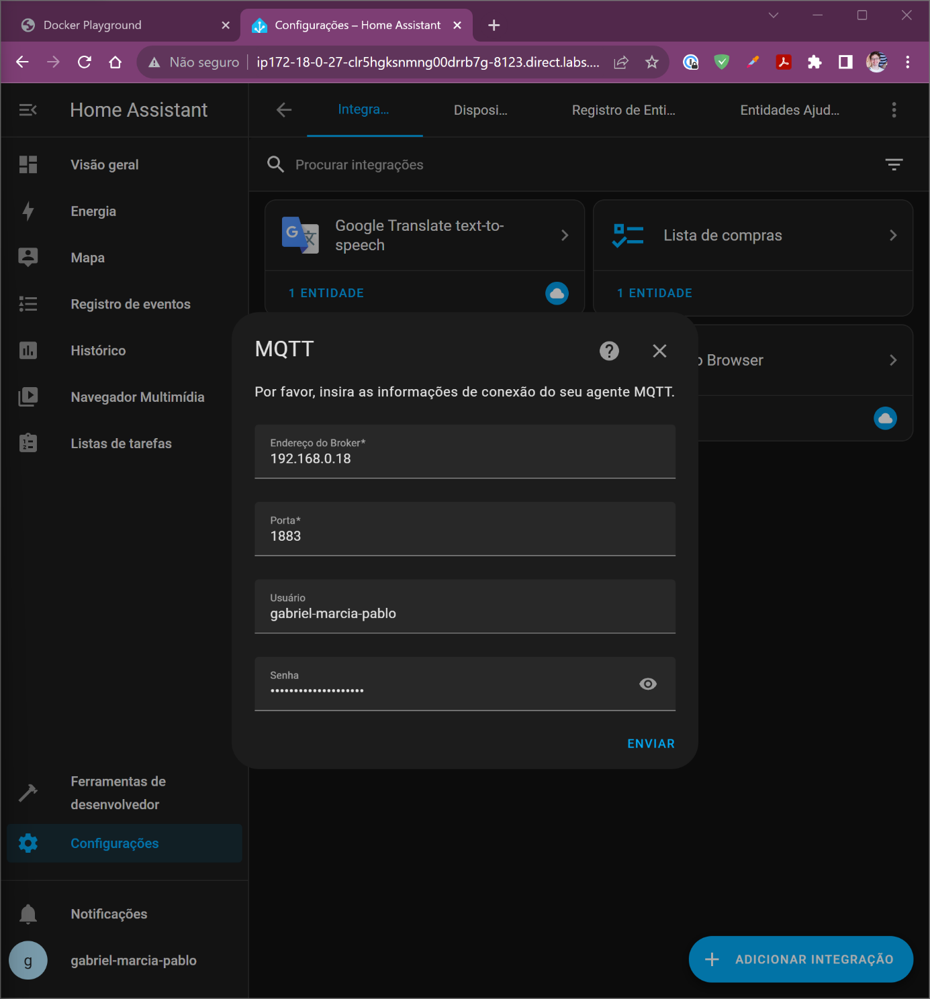 Docker Playground
Configurações – Home Assistant
Não seguro
ip172-18-0-27-clr5hgksnmng00drrb7g-8123.direct.labs....
Home Assistant
Integra...
Disposi...
Registro de Enti...
Entidades Ajud...
Visão geral
Energia
Mapa
Registro de eventos
Histórico
Navegador Multimídia
Listas de tarefas
Procurar integrações
Google Translate text-to-
speech
1 ENTIDADE
Lista de compras
1 ENTIDADE
Browser
MQTT
Por favor, insira as informações de conexão do seu agente MQTT.
Endereço do Broker*
192.168.0.18
Porta*
1883
Usuário
gabriel-marcia-pablo
Senha
••••••••••••••••••••
ENVIAR
Ferramentas de
desenvolvedor
Configurações
Notificações
g
gabriel-marcia-pablo
ADICIONAR INTEGRAÇÃO